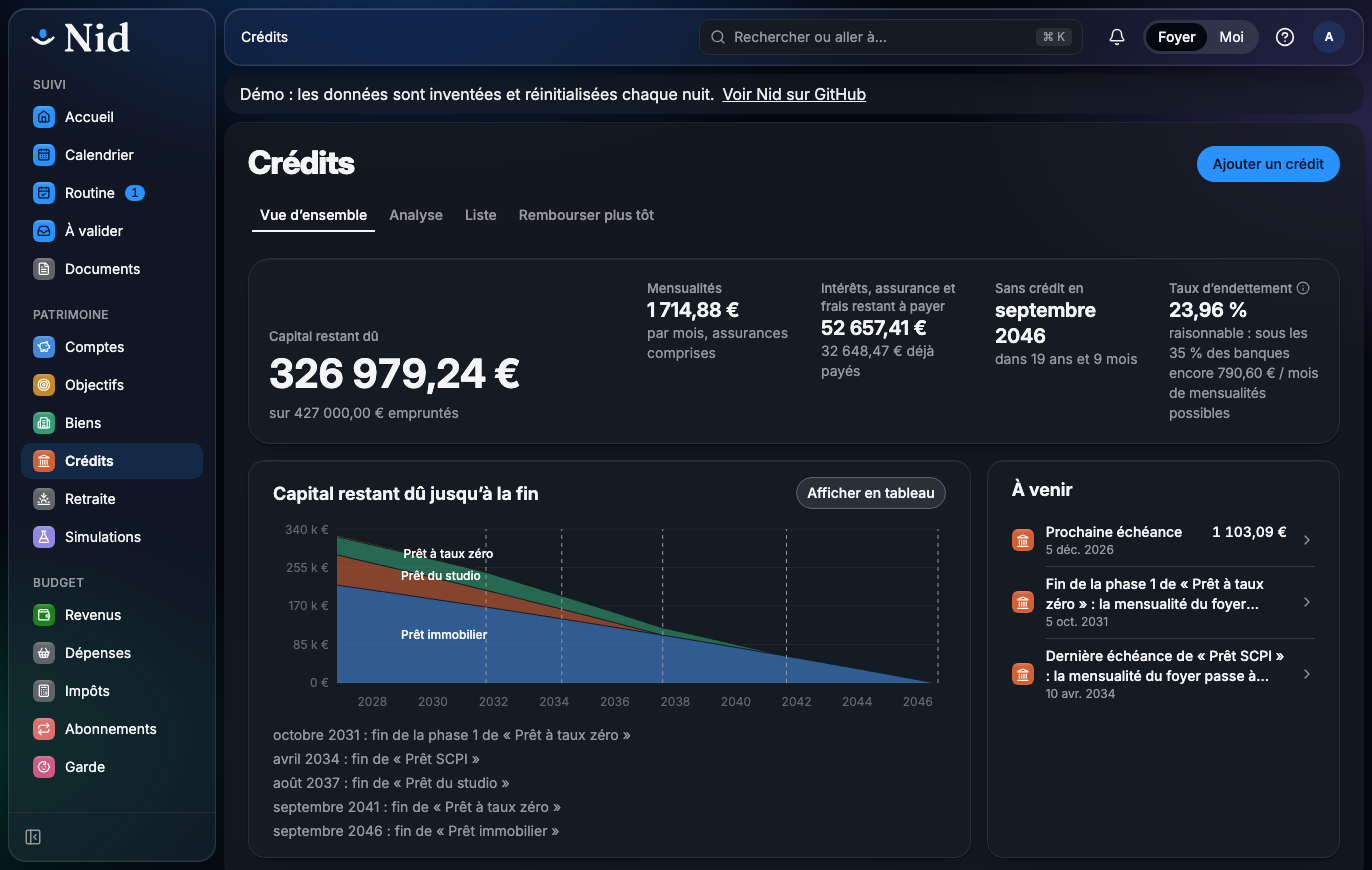 Nid
SUIVI
Accueil
Calendrier
Routine 1
À valider
Documents
PATRIMOINE
Comptes
Objectifs
Biens
Crédits
Retraite
Simulations
BUDGET
Revenus
Dépenses
Impôts
Abonnements
Garde
Crédits
Rechercher ou aller à...
⌘ K
Foyer
Moi
A
Démo : les données sont inventées et réinitialisées chaque nuit. Voir Nid sur GitHub
Crédits
Ajouter un crédit
Vue d’ensemble
Analyse
Liste
Rembourser plus tôt
Capital restant dû
326 979,24 €
sur 427 000,00 € empruntés
Mensualités
1 714,88 €
par mois, assurances
comprises
Intérêts, assurance et
frais restant à payer
52 657,41 €
32 648,47 € déjà
payés
Sans crédit en
septembre
2046
dans 19 ans et 9 mois
Taux d’endettement
23,96 %
raisonnable : sous les
35 % des banques
encore 790,60 € / mois
de mensualités
possibles
Capital restant dû jusqu’à la fin
Afficher en tableau
340 k €
255 k €
170 k €
85 k €
0 €
Prêt à taux zéro
Prêt du studio
Prêt immobilier
2028
2030
2032
2034
2036
2038
2040
2042
2044
2046
octobre 2031 : fin de la phase 1 de « Prêt à taux zéro »
avril 2034 : fin de « Prêt SCPI »
août 2037 : fin de « Prêt du studio »
septembre 2041 : fin de « Prêt à taux zéro »
septembre 2046 : fin de « Prêt immobilier »
À venir
Prochaine échéance 1 103,09 €
5 déc. 2026
Fin de la phase 1 de « Prêt à taux
zéro » : la mensualité du foyer...
5 oct. 2031
Dernière échéance de « Prêt SCPI »
: la mensualité du foyer passe à...
10 avr. 2034